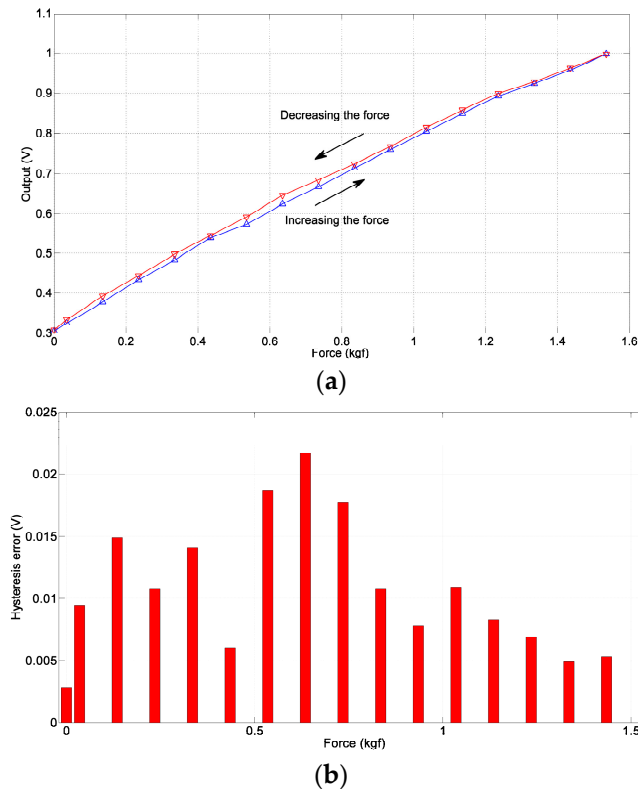 1.1
1
0.9
0.8
0.7
0.6
0.5
0.4
0.3
Output (V)
Decreasing the force
Increasing the force
0 0.2 0.4 0.6 0.8 1 1.2 1.4 1.6
Force (kgf)
(a)
0.025
0.02
0.015
0.01
0.005
0
Hysteresis error (V)
0 0.5 1 1.5
Force (kgf)
(b)